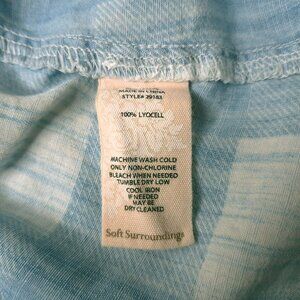 MADE IN CHINA
STYLE# 29183
100% LYOCELL
MACHINE WASH COLD
ONLY NON-CHLORINE
BLEACH WHEN NEEDED
TUMBLE DRY LOW
COOL IRON
IF NEEDED
MAY BE
DRY CLEANED
Soft Surroundings